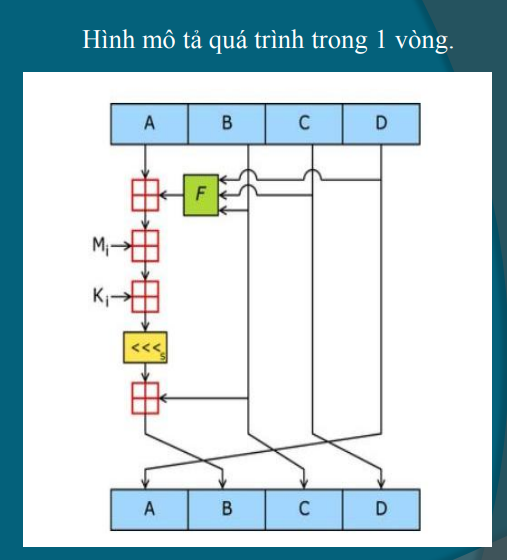 Hình mô tả quá trình trong 1 vòng.
A B C D
F
Mi
Ki
<<<s
A B C D